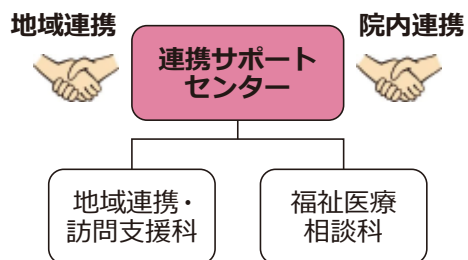 地域連携
院内連携
連携サポート
センター
地域連携・
訪問支援科
福祉医療
相談科